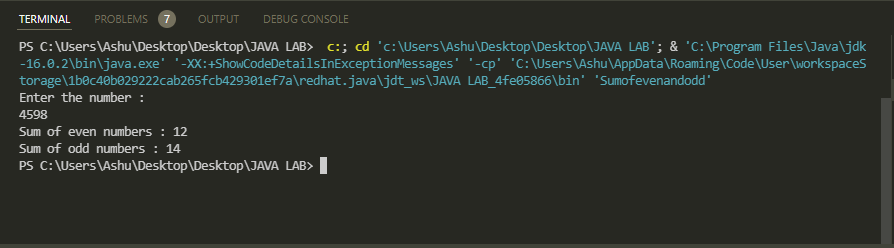 TERMINAL PROBLEMS 7 OUTPUT DEBUG CONSOLE
PS C:\Users\Ashu\Desktop\Desktop\JAVA LAB>  c:; cd 'c:\Users\Ashu\Desktop\Desktop\JAVA LAB'; & 'C:\Program Files\Java\jdk
-16.0.2\bin\java.exe' '-XX:+ShowCodeDetailsInExceptionMessages' '-cp' 'C:\Users\Ashu\AppData\Roaming\Code\User\workspaceS
torage\1b0c40b029222cab265fcb429301ef7a\redhat.java\jdt_ws\JAVA LAB_4fe05866\bin' 'Sumofevenandodd'
Enter the number :
4598
Sum of even numbers : 12
Sum of odd numbers : 14
PS C:\Users\Ashu\Desktop\Desktop\JAVA LAB>